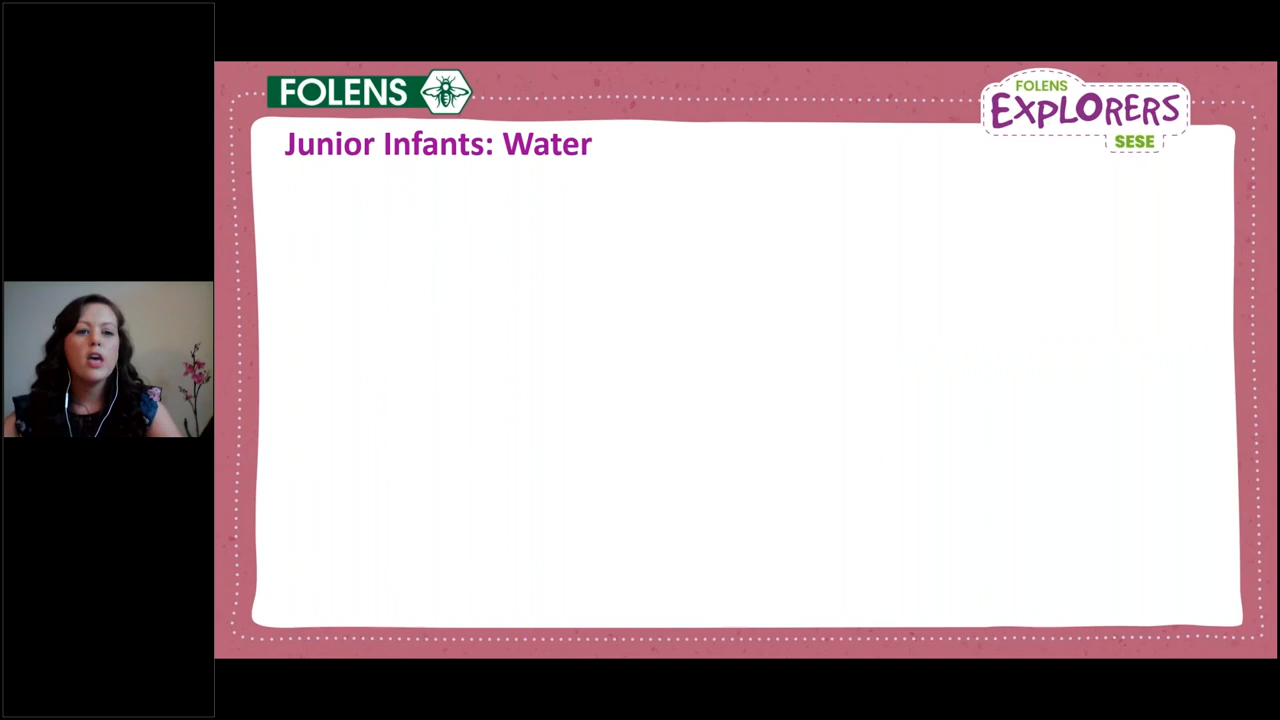 FOLENS
FOLENS
EXPLORERS
SESE
Junior Infants: Water